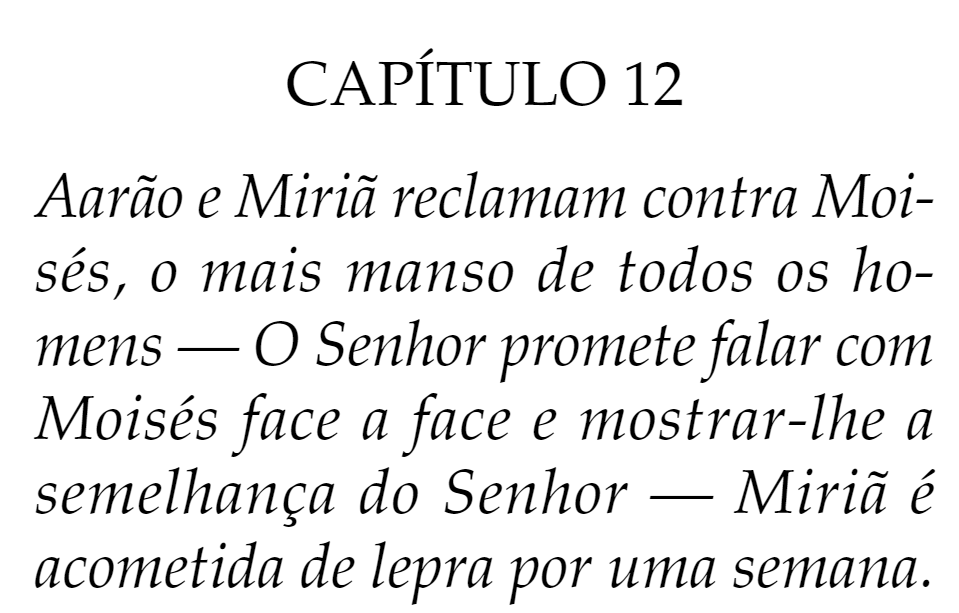 CAPÍTULO 12
Aarão e Miriã reclamam contra Moi-
sés, o mais manso de todos os ho-
mens — O Senhor promete falar com
Moisés face a face e mostrar-lhe a
semelhança do Senhor — Miriã é
acometida de lepra por uma semana.